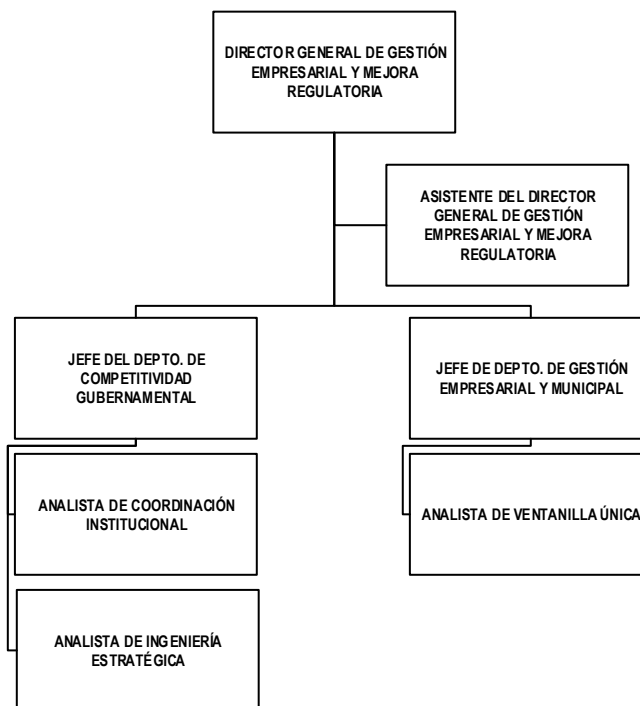 DIRECTOR GENERAL DE GESTIÓN
EMPRESARIAL Y MEJORA
REGULATORIA
ASISTENTE DEL DIRECTOR
GENERAL DE GESTIÓN
EMPRESARIAL Y MEJORA
REGULATORIA
JEFE DEL DEPTO. DE
COMPETITIVIDAD
GUBERNAMENTAL
JEFE DE DEPTO. DE GESTIÓN
EMPRESARIAL Y MUNICIPAL
ANALISTA DE COORDINACIÓN
INSTITUCIONAL
ANALISTA DE VENTANILLA ÚNICA
ANALISTA DE INGENIERÍA
ESTRATÉGICA